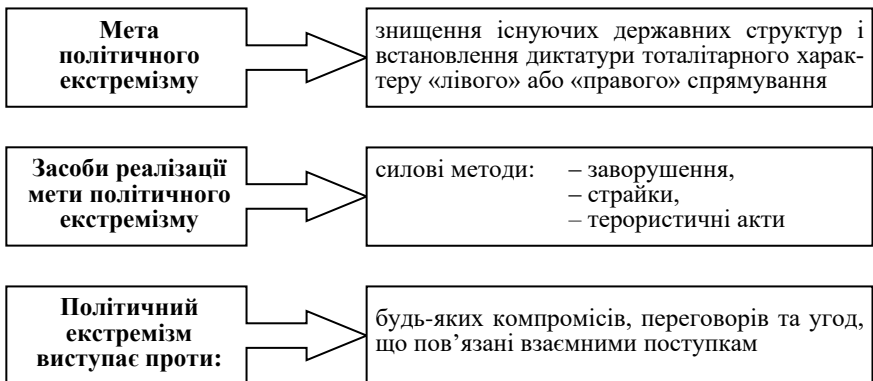 Мета
політичного
екстремізму
знищення існуючих державних структур і
встановлення диктатури тоталітарного харак-
теру «лівого» або «правого» спрямування
Засоби реалізації
мети політичного
екстремізму
силові методи: – заворушення,
– страйки,
– терористичні акти
Політичний
екстремізм
виступає проти:
будь-яких компромісів, переговорів та угод,
що пов’язані взаємними поступкам